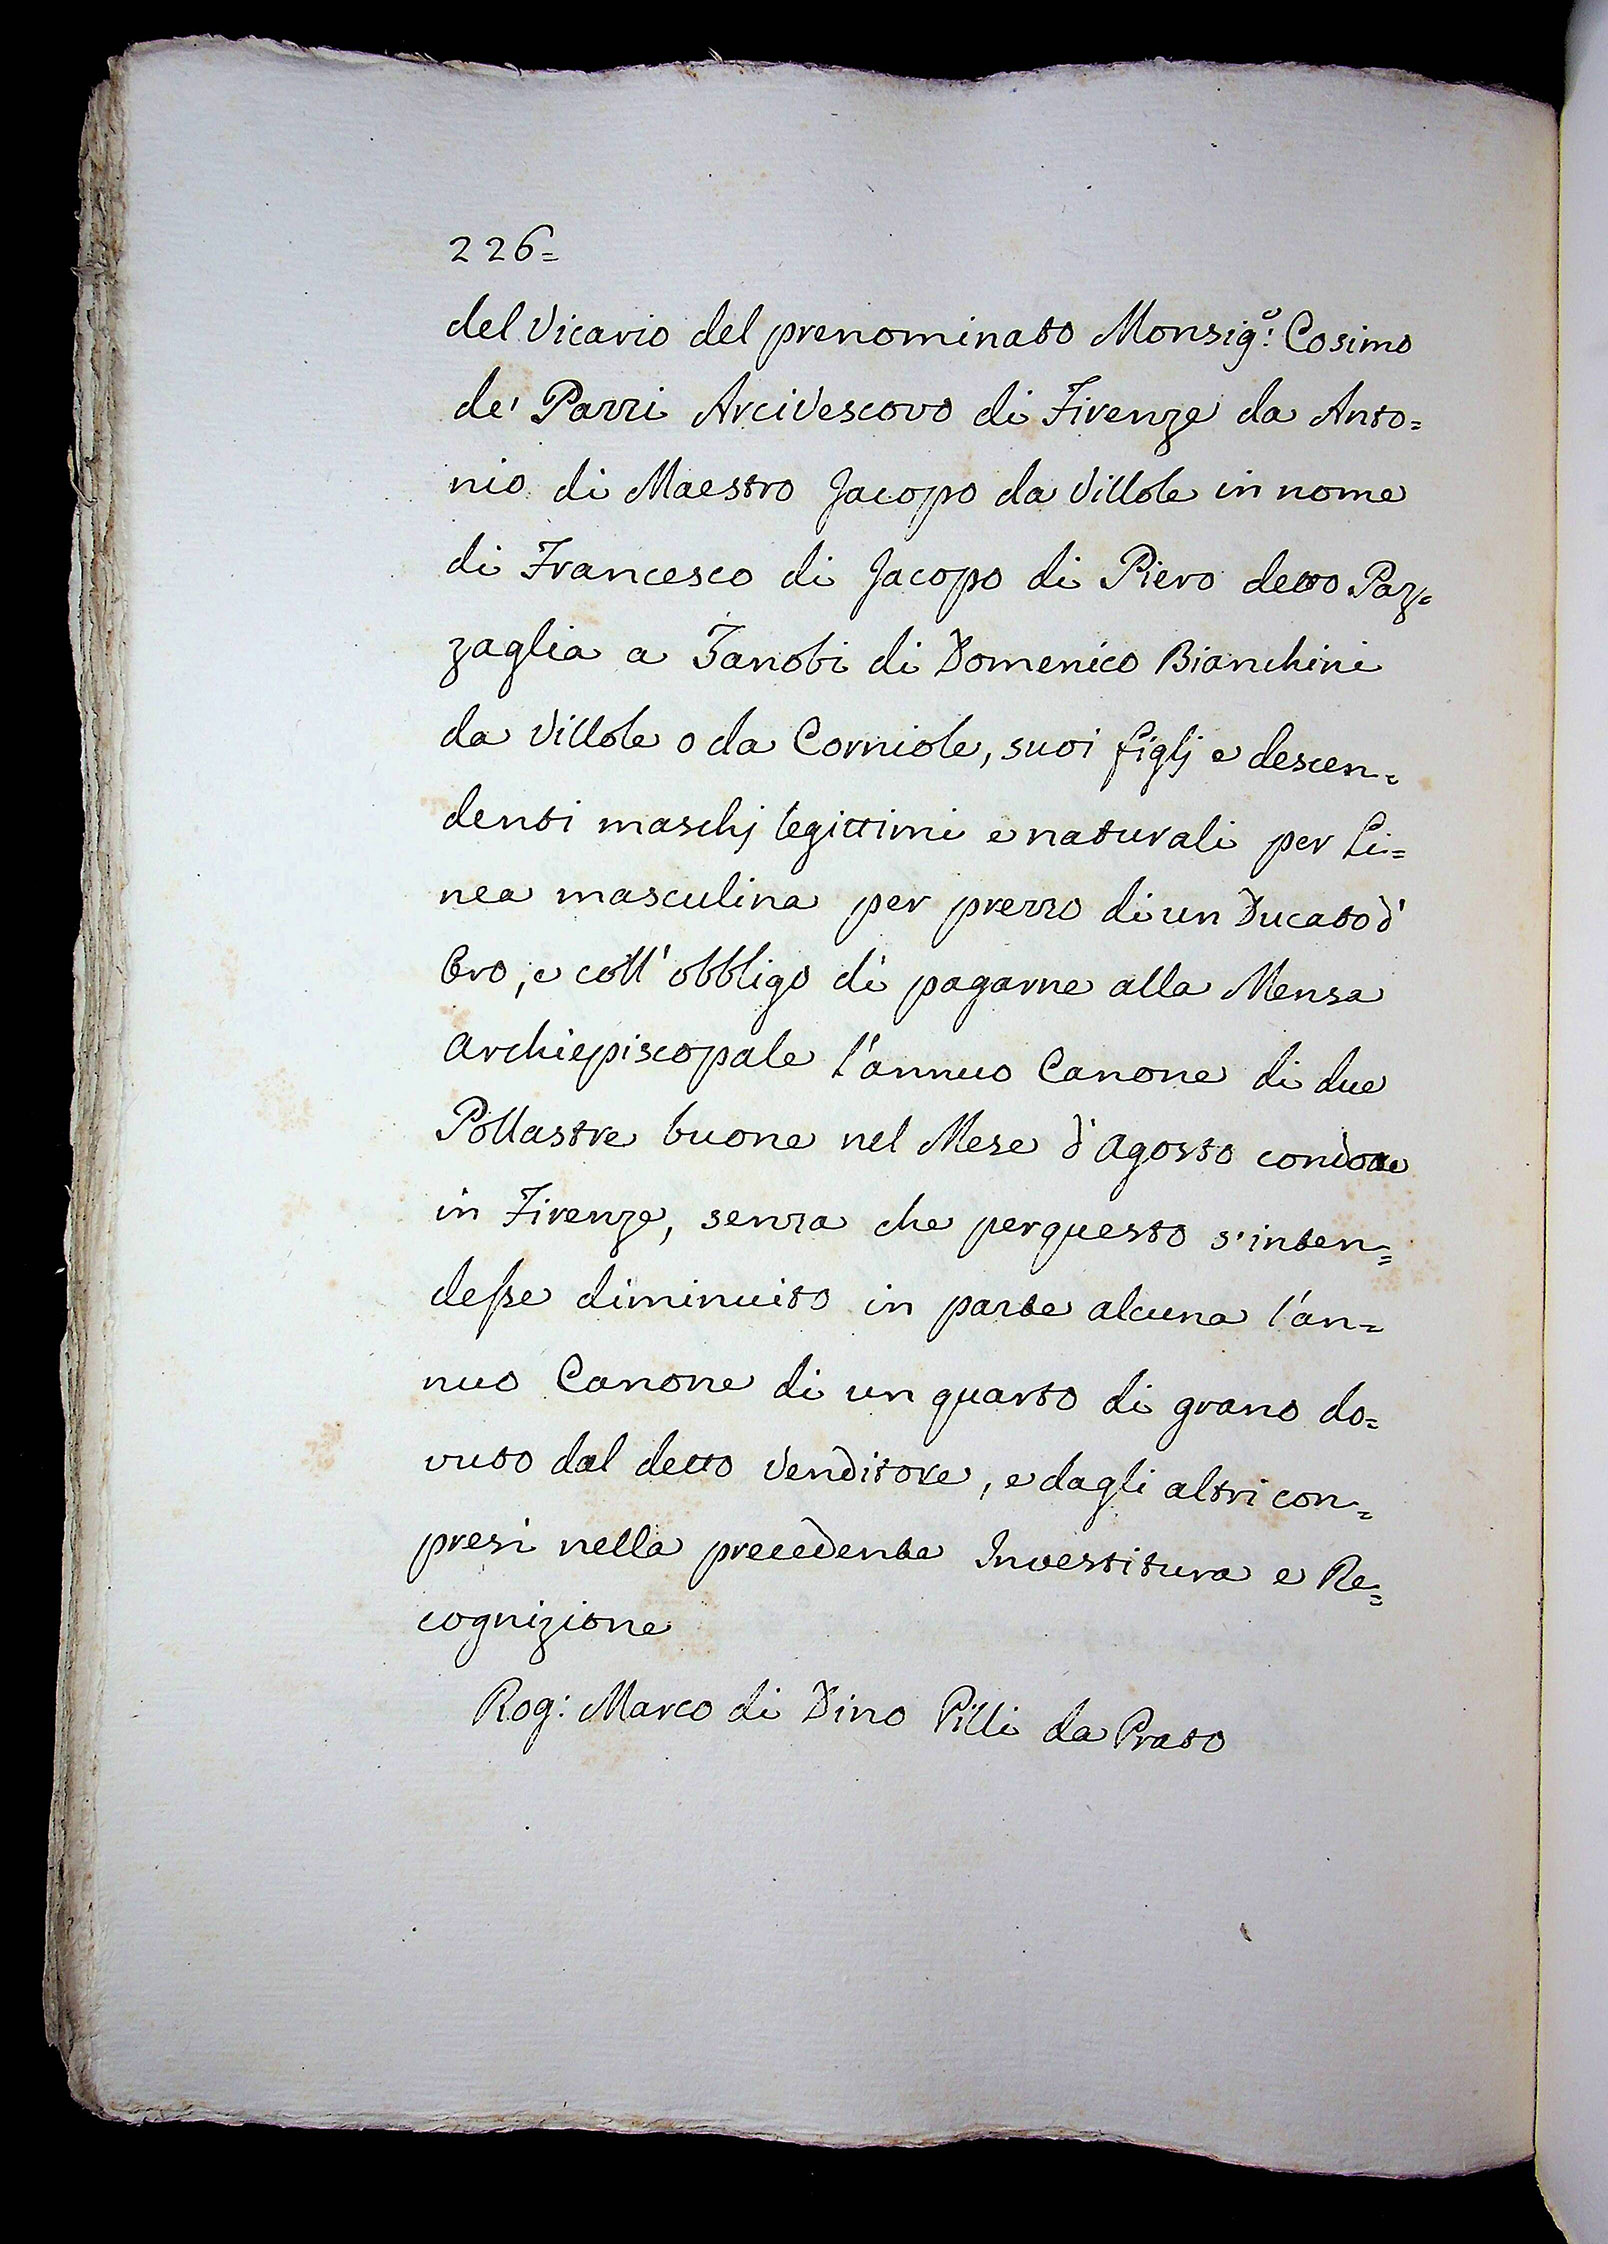 226=
del Vicario del prenominato Monsig.º: Cosimo
de' Pazzi Arcivescovo di Firenze da Anto=
nio di Maestro Jacopo da Villole in nome
di Francesco di Jacopo di Piero detto Paz=
zaglia a Zanobi di Domenico Bianchini
da Villole o da Corniole, suoi figlj e descen=
denti maschj legittimi e naturali per Li=
nea masculina per prezzo di un Ducato d'
Oro, e coll' obbligo di pagarne alla Mensa
Archiepiscopale l'annuo Canone di due
Pollastre buone nel Mese d'Agosto condotte
in Firenze, senza che perquesto s'inten=
desse diminuito in parte alcuna l'an=
nuo Canone di un quarto di grano do=
vuto dal detto Venditore, e dagli altri con=
presi nella precedente Investitura e Re=
cognizione
Rog: Marco di Dino Pilli da Prato